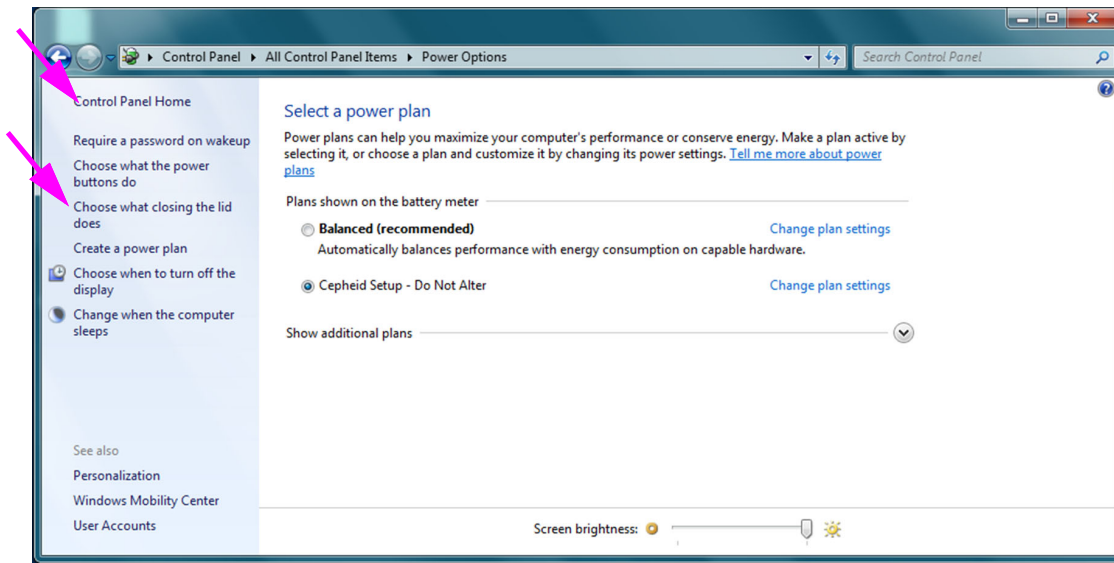 Control Panel ▸ All Control Panel Items ▸ Power Options
Search Control Panel
Control Panel Home
Require a password on wakeup
Choose what the power
buttons do
Choose what closing the lid
does
Create a power plan
Choose when to turn off the
display
Change when the computer
sleeps
See also
Personalization
Windows Mobility Center
User Accounts
Select a power plan
Power plans can help you maximize your computer's performance or conserve energy. Make a plan active by
selecting it, or choose a plan and customize it by changing its power settings. Tell me more about power
plans
Plans shown on the battery meter
Balanced (recommended) Change plan settings
Automatically balances performance with energy consumption on capable hardware.
Cepheid Setup - Do Not Alter Change plan settings
Show additional plans
Screen brightness: